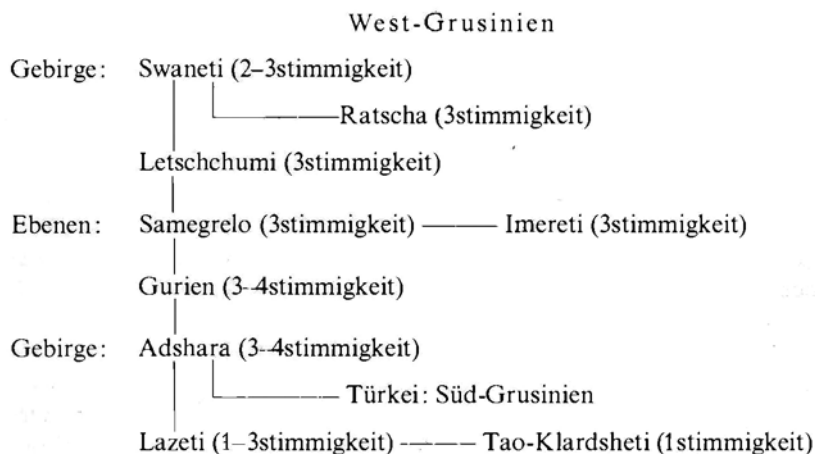 West-Grusinien
Gebirge: Swaneti (2–3stimmigkeit)
Ratscha (3stimmigkeit)
Letschchumi (3stimmigkeit)
Ebenen: Samegrelo (3stimmigkeit) Imereti (3stimmigkeit)
Gurien (3–4stimmigkeit)
Gebirge: Adshara (3–4stimmigkeit)
Türkei: Süd-Grusinien
Lazeti (1–3stimmigkeit) Tao-Klardsheti (1stimmigkeit)